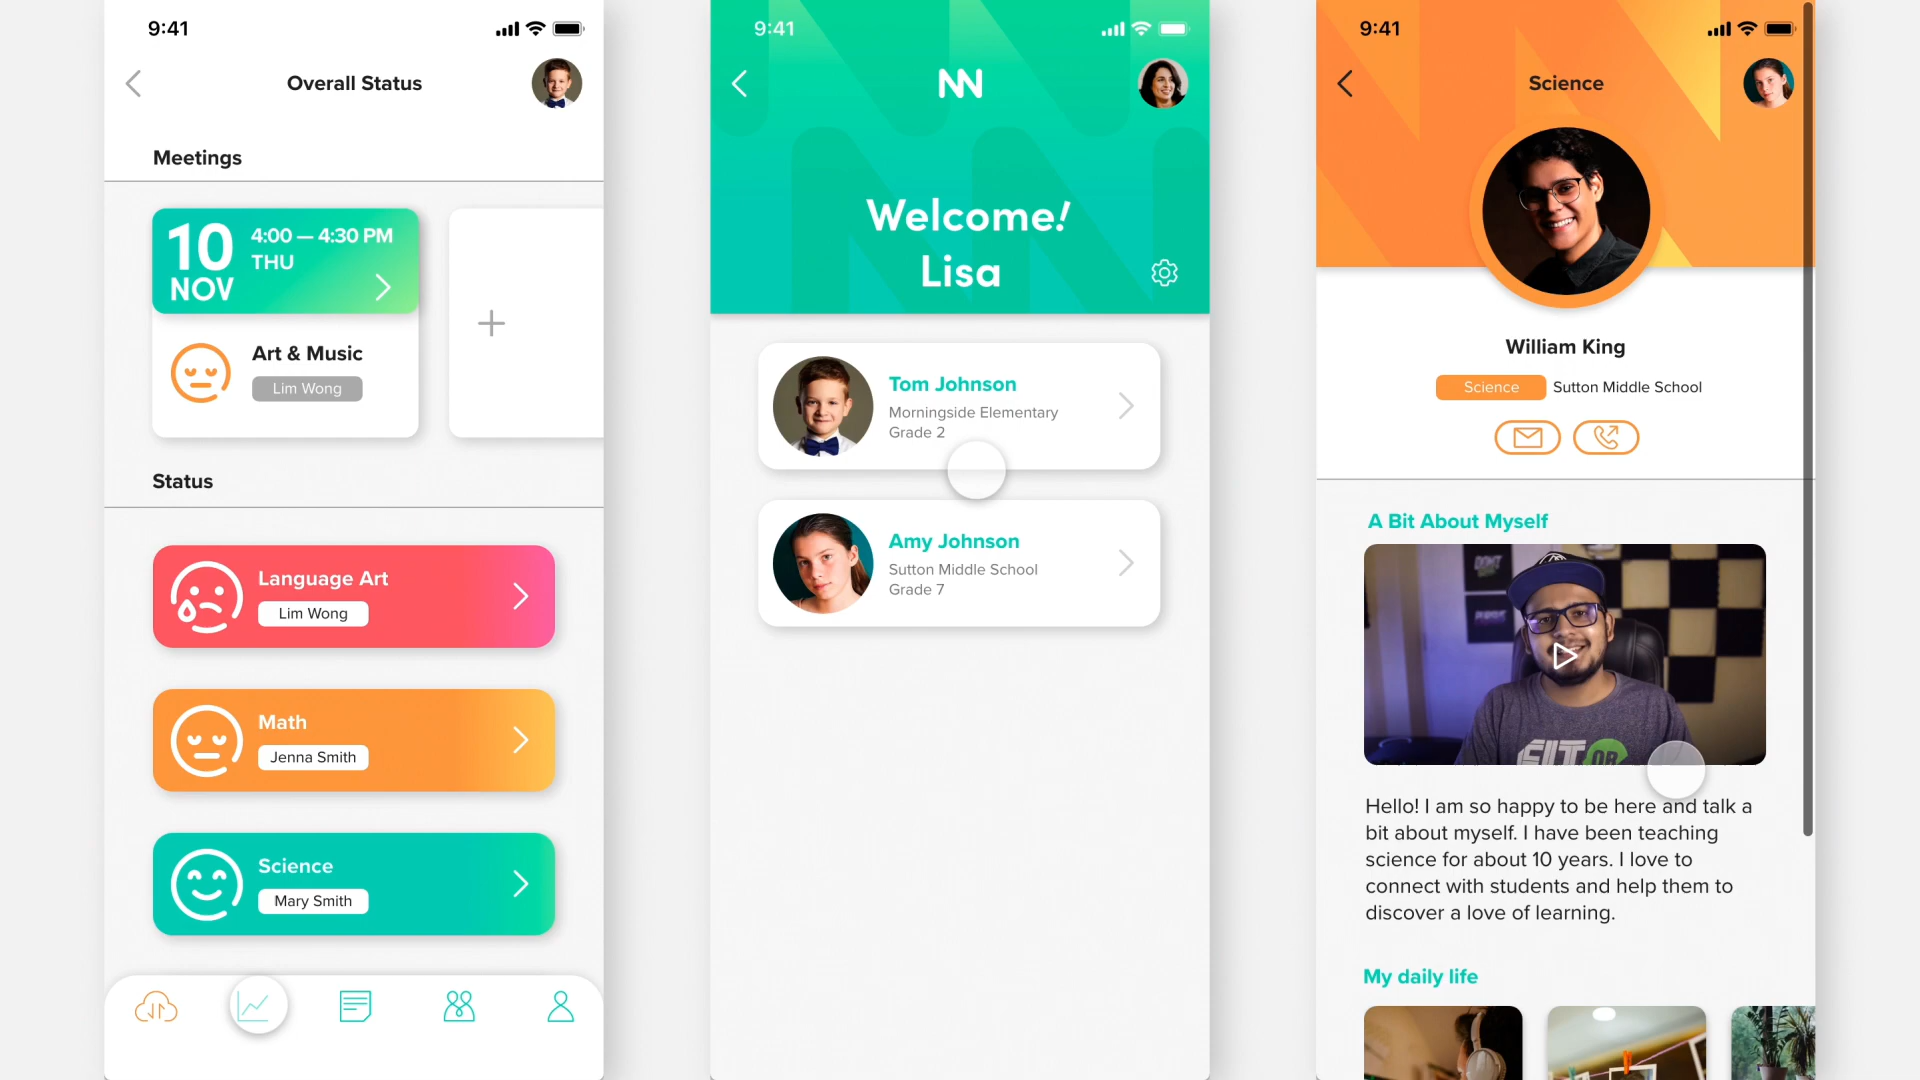 9:41
Overall Status
Meetings
10
NOV
4:00 — 4:30 PM
THU
Art & Music
Lim Wong
Status
Language Art
Lim Wong
Math
Jenna Smith
Science
Mary Smith
9:41
NN
Welcome!
Lisa
Tom Johnson
Morningside Elementary
Grade 2
Amy Johnson
Sutton Middle School
Grade 7
9:41
Science
William King
Science Sutton Middle School
A Bit About Myself
Hello! I am so happy to be here and talk a
bit about myself. I have been teaching
science for about 10 years. I love to
connect with students and help them to
discover a love of learning.
My daily life